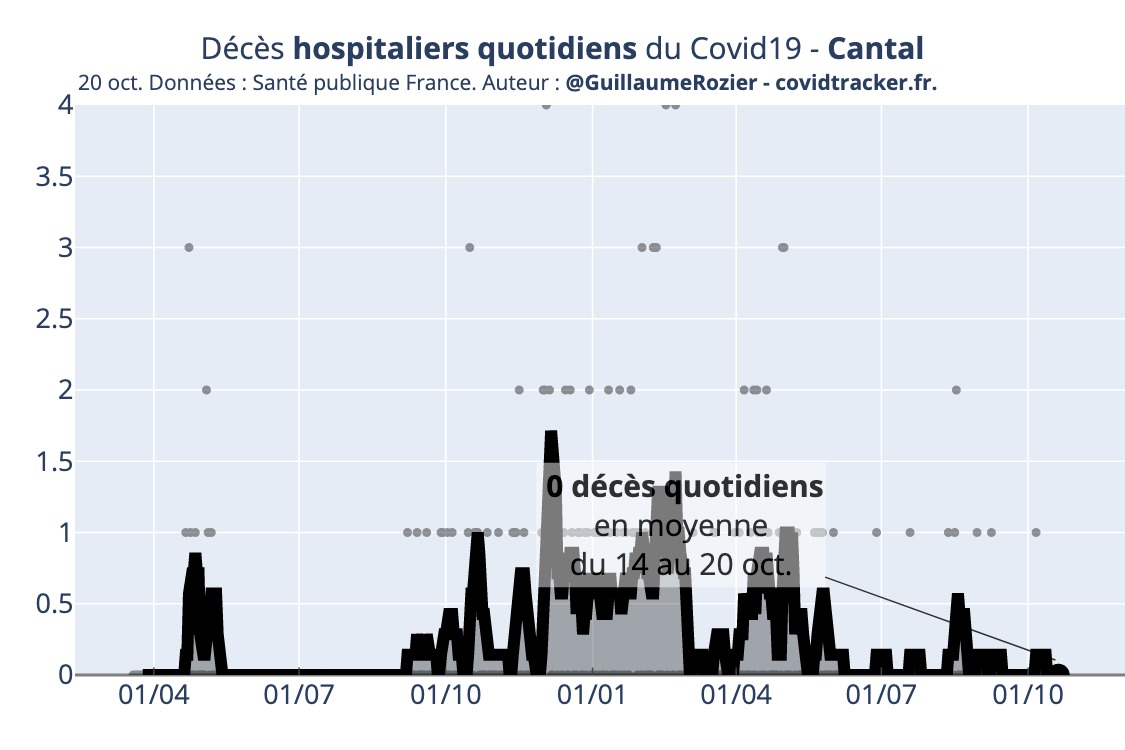 Décès hospitaliers quotidiens du Covid19 - Cantal
20 oct. Données : Santé publique France. Auteur : @GuillaumeRozier - covidtracker.fr.
4
3.5
3
2.5
2
1.5
1
0.5
0
0 décès quotidiens
en moyenne
du 14 au 20 oct.
01/04 01/07 01/10 01/01 01/04 01/07 01/10